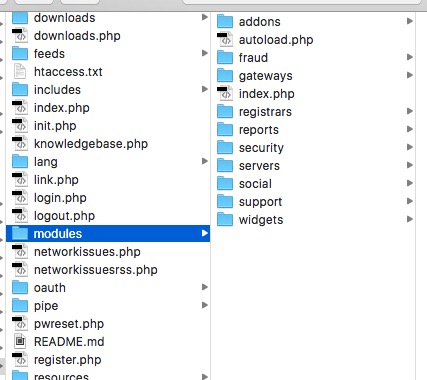 downloads
downloads.php
feeds
htaccess.txt
includes
index.php
init.php
knowledgebase.php
lang
link.php
login.php
logout.php
modules
networkissues.php
networkissuesrss.php
oauth
pipe
pwreset.php
README.md
register.php
resources
addons
autoload.php
fraud
gateways
index.php
registrars
reports
security
servers
social
support
widgets